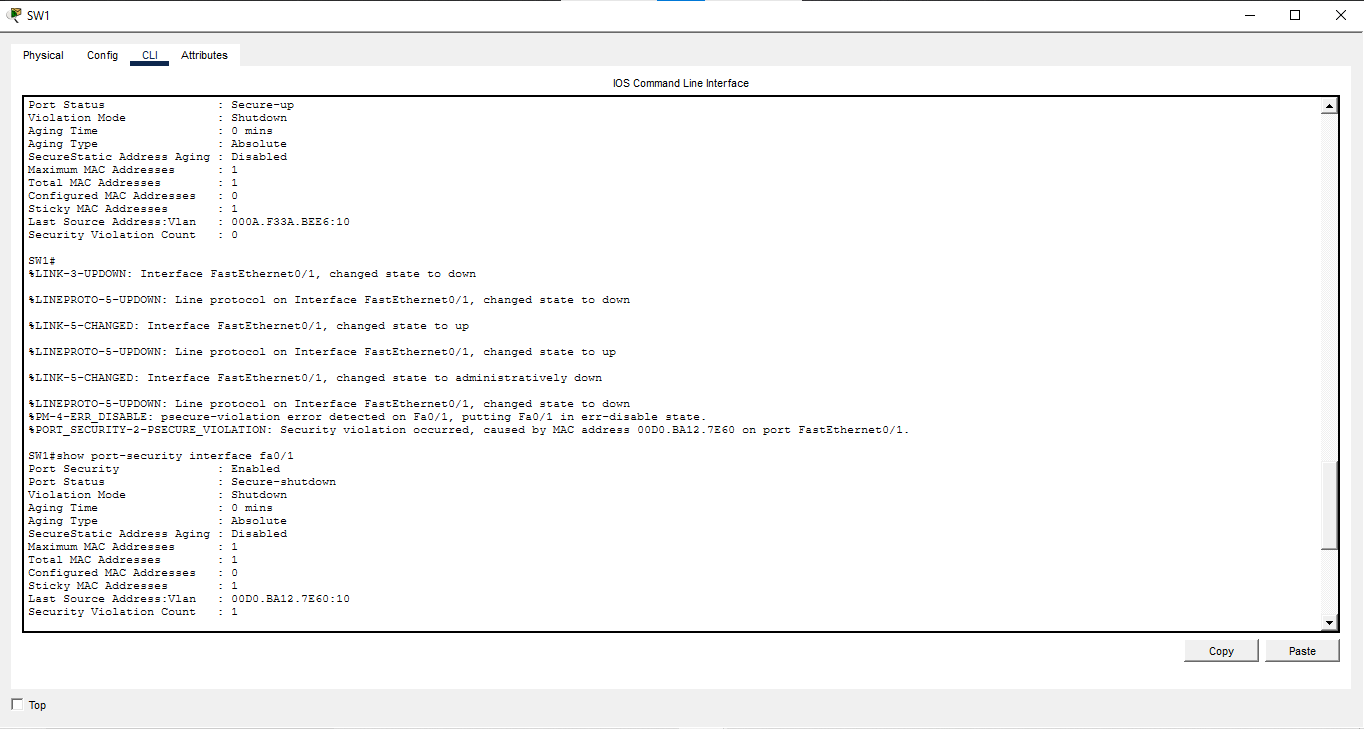 SW1
Physical Config CLI Attributes
IOS Command Line Interface
Port Status : Secure-up
Violation Mode : Shutdown
Aging Time : 0 mins
Aging Type : Absolute
SecureStatic Address Aging : Disabled
Maximum MAC Addresses : 1
Total MAC Addresses : 1
Configured MAC Addresses : 0
Sticky MAC Addresses : 1
Last Source Address:Vlan : 000A.F33A.BEE6:10
Security Violation Count : 0
SW1#
%LINK-3-UPDOWN: Interface FastEthernet0/1, changed state to down
%LINEPROTO-5-UPDOWN: Line protocol on Interface FastEthernet0/1, changed state to down
%LINK-5-CHANGED: Interface FastEthernet0/1, changed state to up
%LINEPROTO-5-UPDOWN: Line protocol on Interface FastEthernet0/1, changed state to up
%LINK-5-CHANGED: Interface FastEthernet0/1, changed state to administratively down
%LINEPROTO-5-UPDOWN: Line protocol on Interface FastEthernet0/1, changed state to down
%PM-4-ERR_DISABLE: psecure-violation error detected on Fa0/1, putting Fa0/1 in err-disable state.
%PORT_SECURITY-2-PSECURE_VIOLATION: Security violation occurred, caused by MAC address 00D0.BA12.7E60 on port FastEthernet0/1.
SW1#show port-security interface fa0/1
Port Security : Enabled
Port Status : Secure-shutdown
Violation Mode : Shutdown
Aging Time : 0 mins
Aging Type : Absolute
SecureStatic Address Aging : Disabled
Maximum MAC Addresses : 1
Total MAC Addresses : 1
Configured MAC Addresses : 0
Sticky MAC Addresses : 1
Last Source Address:Vlan : 00D0.BA12.7E60:10
Security Violation Count : 1
Copy Paste
Top